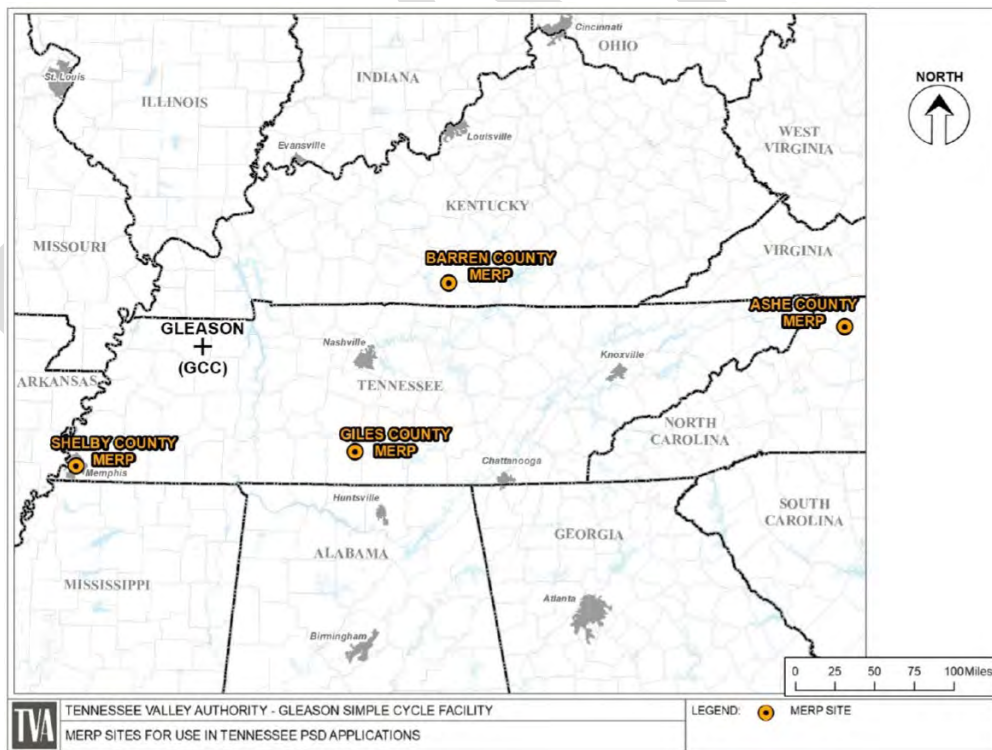 Cincinnati
OHIO
INDIANA
NORTH
St. Louis
ILLINOIS
Louisville
WEST
VIRGINIA
Evansville
KENTUCKY
MISSOURI
VIRGINIA
BARREN COUNTY
MERP
ASHE COUNTY
MERP
GLEASON
(GCC)
Nashville
Knoxville
TENNESSEE
ARKANSAS
NORTH
CAROLINA
SHELBY COUNTY
MERP
GILES COUNTY
MERP
Memphis
Chattanooga
Huntsville
SOUTH
CAROLINA
GEORGIA
ALABAMA
MISSISSIPPI
Atlanta
Birmingham
0 25 50 75 100 Miles
TVA
TENNESSEE VALLEY AUTHORITY - GLEASON SIMPLE CYCLE FACILITY
LEGEND: MERP SITE
MERP SITES FOR USE IN TENNESSEE PSD APPLICATIONS